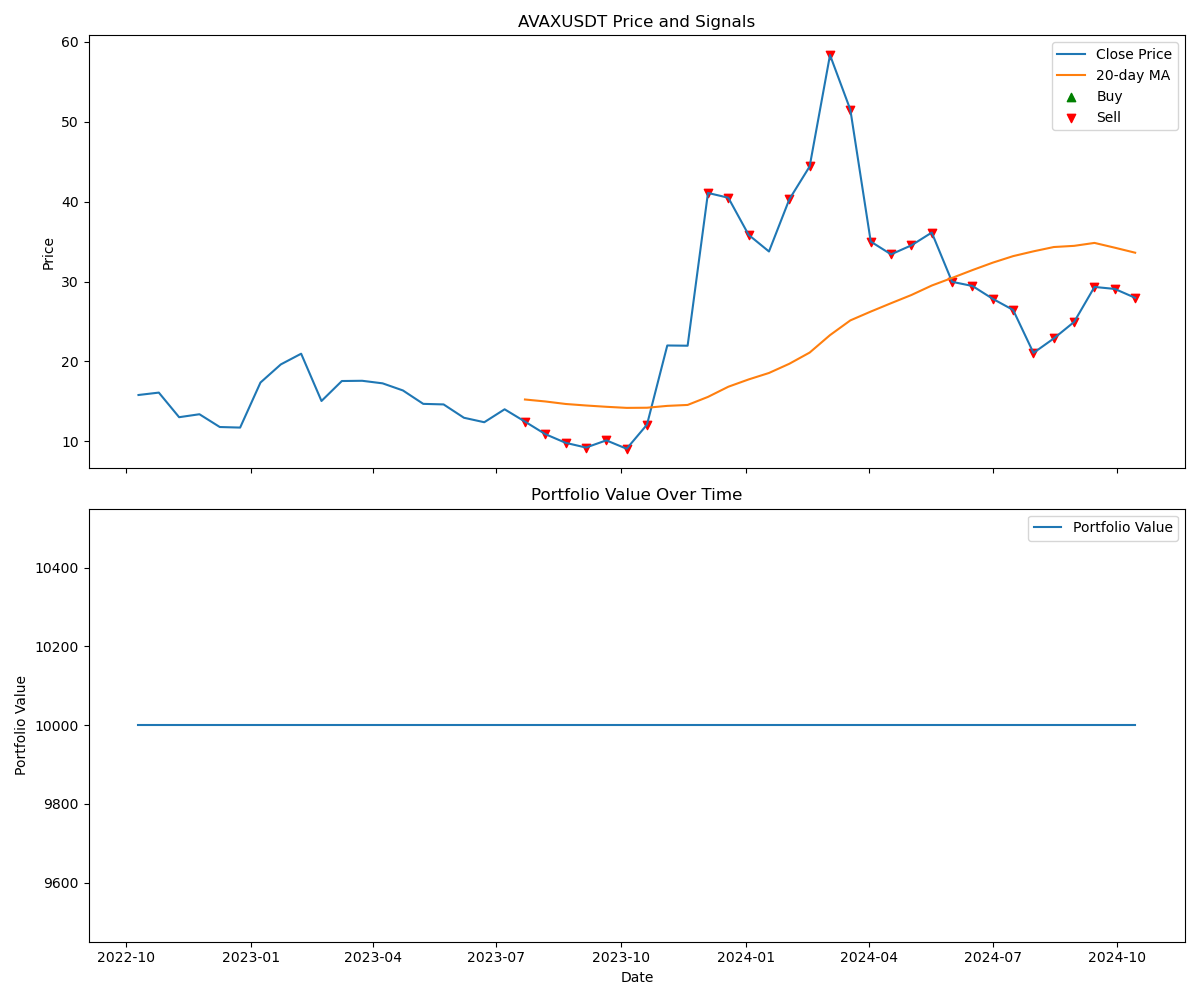 AVAXUSDT Price and Signals
60
50
40
30
20
10
Price
Close Price
20-day MA
Buy
Sell
Portfolio Value Over Time
Portfolio Value
10400
10200
10000
9800
9600
Portfolio Value
2022-10 2023-01 2023-04 2023-07 2023-10 2024-01 2024-04 2024-07 2024-10
Date